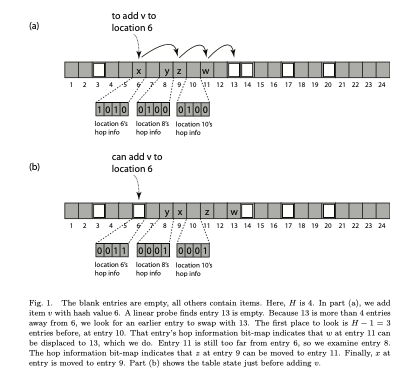 (a)
to add v to
location 6
x y z w
1 2 3 4 5 6 7 8 9 10 11 12 13 14 15 16 17 18 19 20 21 22 23 24
1 0 1 0 0 1 0 0 0 1 0 0
location 6's location 8's location 10's
hop info hop info hop info
(b)
can add v to
location 6
y x z w
1 2 3 4 5 6 7 8 9 10 11 12 13 14 15 16 17 18 19 20 21 22 23 24
0 0 1 1 0 0 0 1 0 0 0 1
location 6's location 8's location 10's
hop info hop info hop info
Fig. 1. The blank entries are empty, all others contain items. Here, H is 4. In part (a), we add
item v with hash value 6. A linear probe finds entry 13 is empty. Because 13 is more than 4 entries
away from 6, we look for an earlier entry to swap with 13. The first place to look is H − 1 = 3
entries before, at entry 10. That entry's hop information bit-map indicates that w at entry 11 can
be displaced to 13, which we do. Entry 11 is still too far from entry 6, so we examine entry 8.
The hop information bit-map indicates that z at entry 9 can be moved to entry 11. Finally, x at
entry is moved to entry 9. Part (b) shows the table state just before adding v.